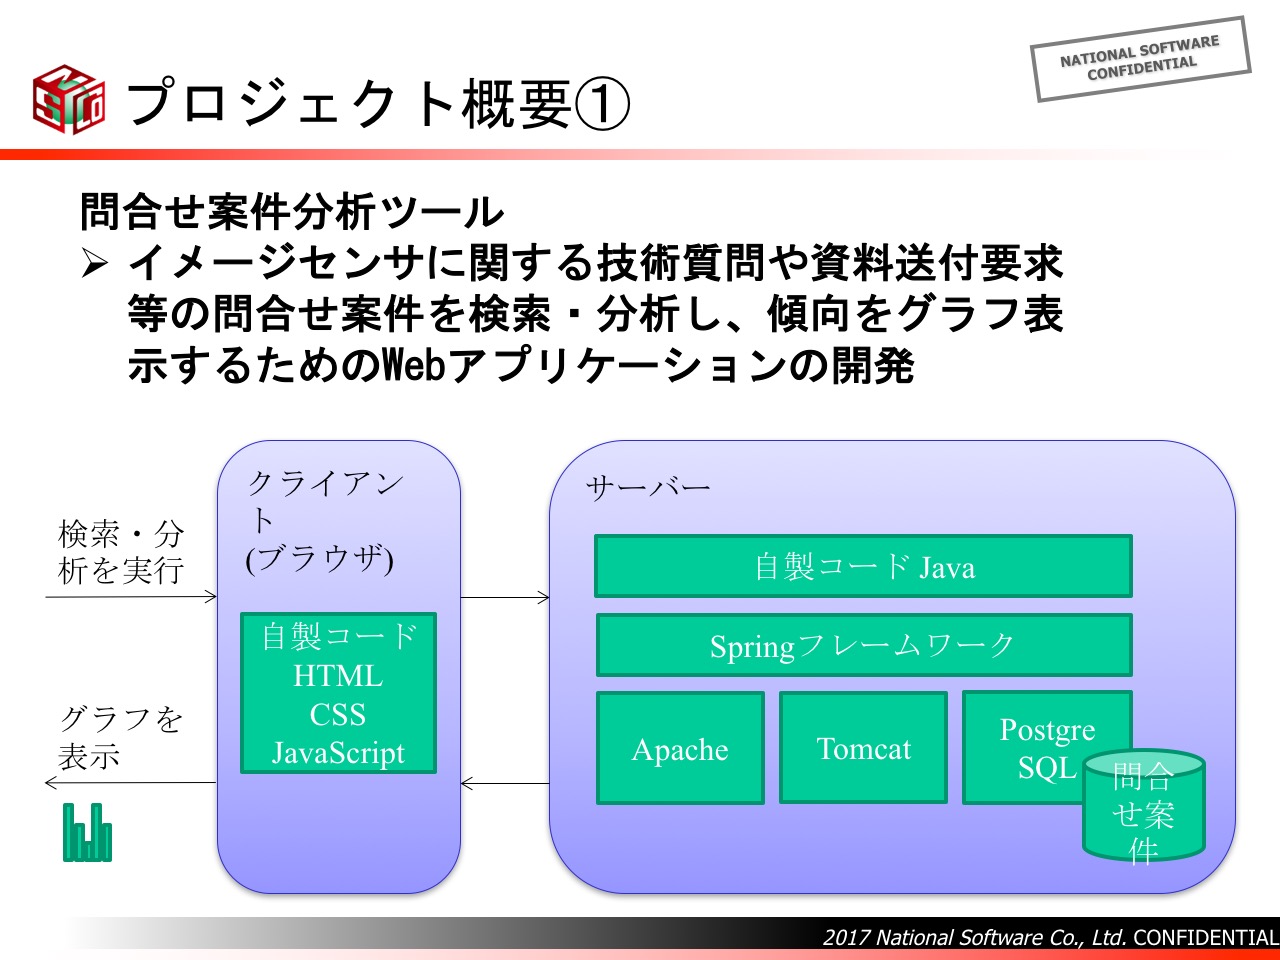 NATIONAL SOFTWARE
CONFIDENTIAL
プロジェクト概要①
問合せ案件分析ツール
➢ イメージセンサに関する技術質問や資料送付要求
等の問合せ案件を検索・分析し、傾向をグラフ表
示するためのWebアプリケーションの開発
検索・分
析を実行
グラフを
表示
クライアン
ト
(ブラウザ)
自製コード
HTML
CSS
JavaScript
サーバー
自製コード Java
Springフレームワーク
Apache
Tomcat
Postgre
SQL
問合
せ案
件
2017 National Software Co., Ltd. CONFIDENTIAL